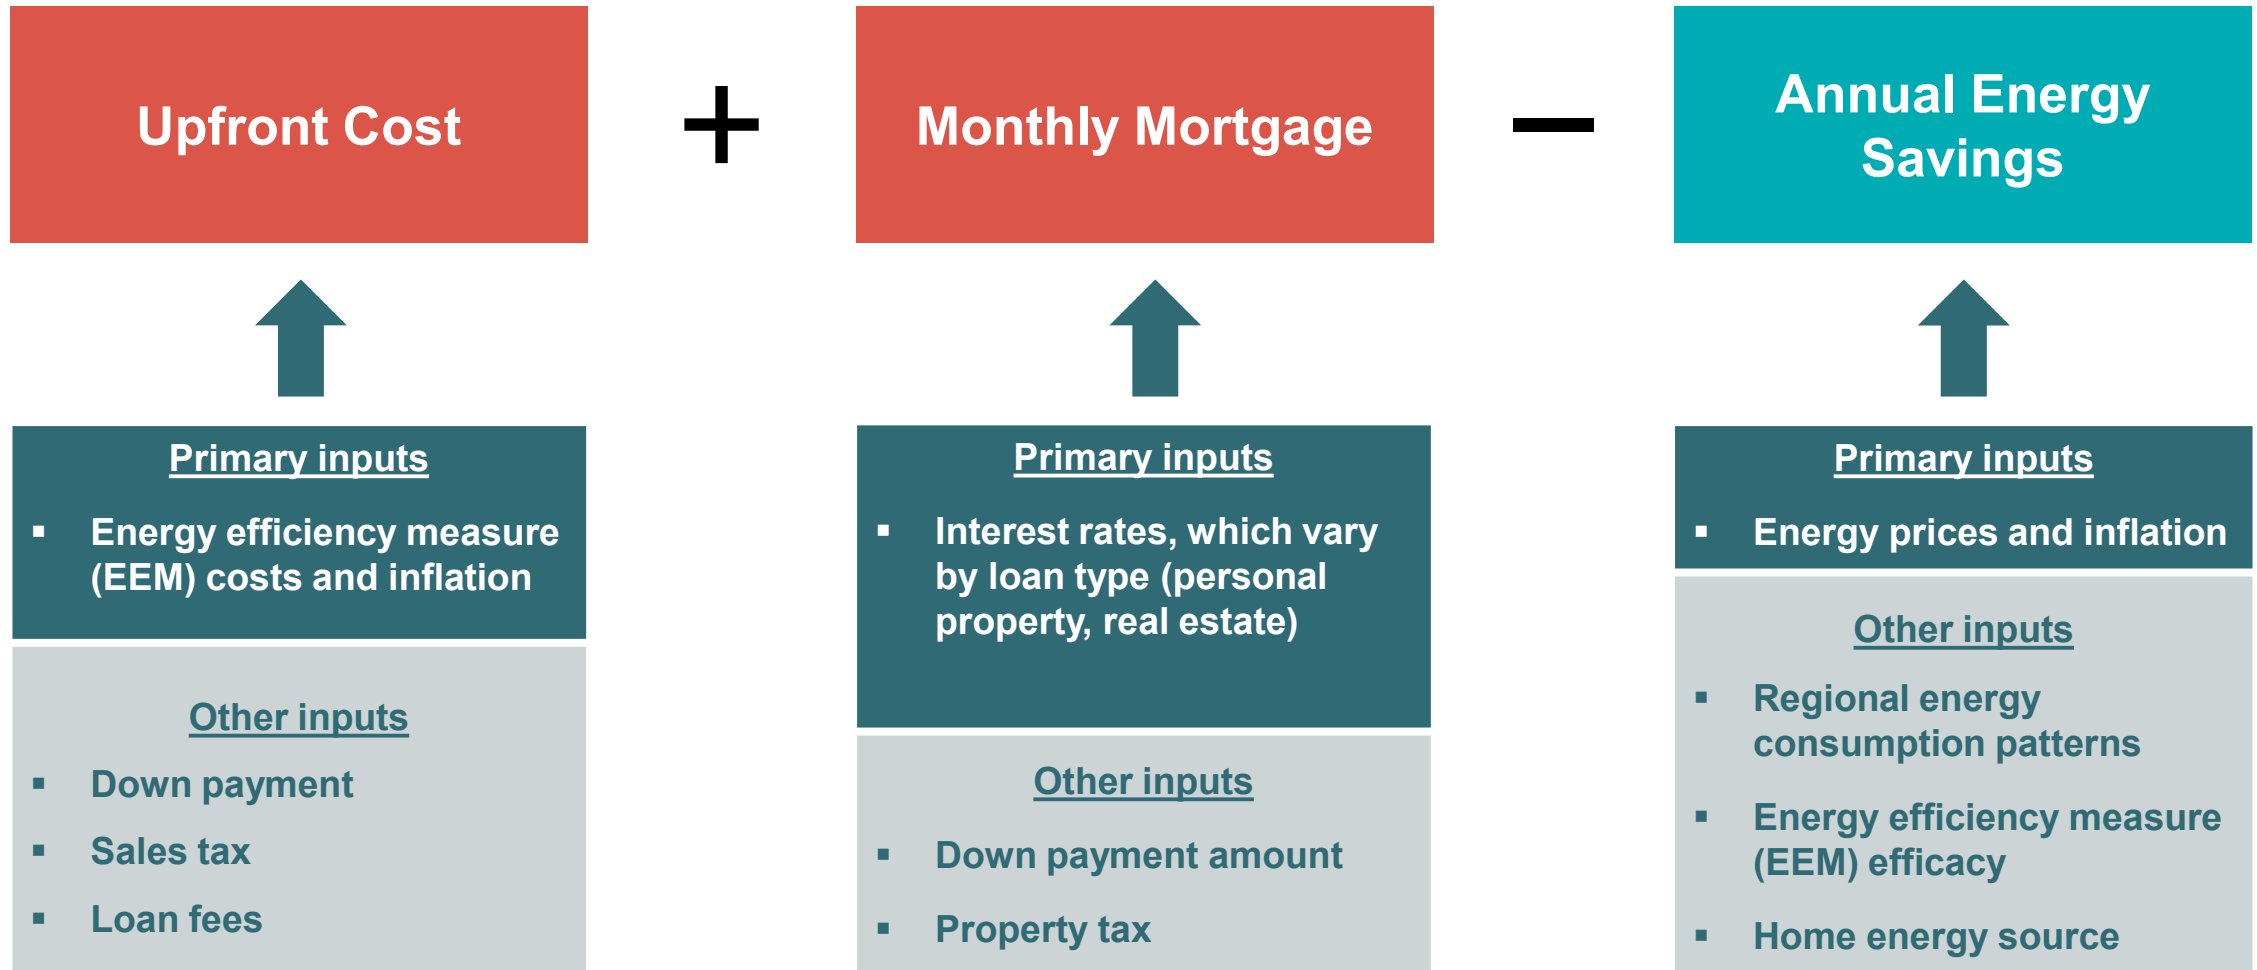 Upfront Cost
+
Monthly Mortgage
−
Annual Energy
Savings
Primary inputs
▪ Energy efficiency measure
(EEM) costs and inflation
Other inputs
▪ Down payment
▪ Sales tax
▪ Loan fees
Primary inputs
▪ Interest rates, which vary
by loan type (personal
property, real estate)
Other inputs
▪ Down payment amount
▪ Property tax
Primary inputs
▪ Energy prices and inflation
Other inputs
▪ Regional energy
consumption patterns
▪ Energy efficiency measure
(EEM) efficacy
▪ Home energy source